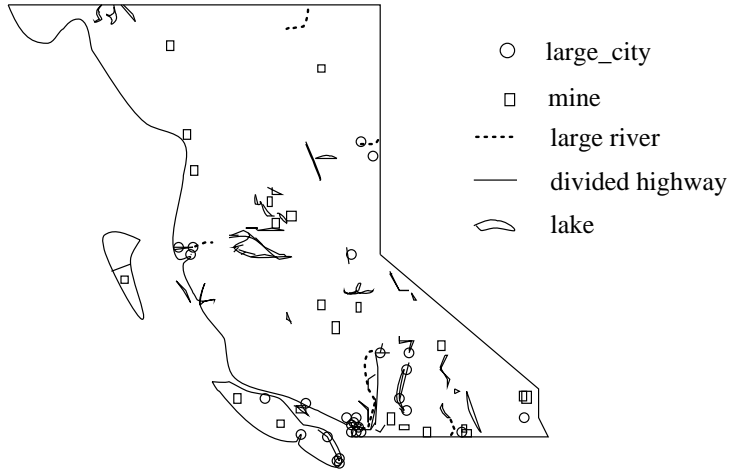 large_city
mine
large river
divided highway
lake